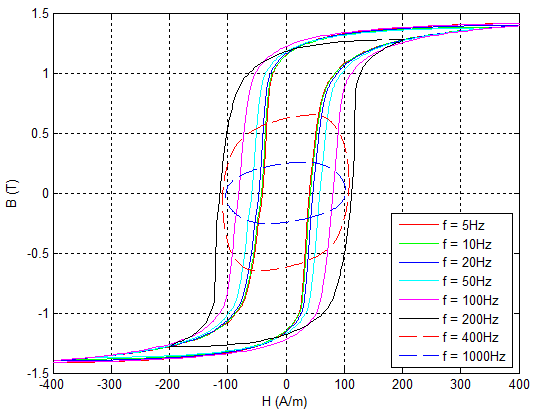 1.5
1
0.5
0
-0.5
-1
-1.5
B (T)
-400 -300 -200 -100 0 100 200 300 400
H (A/m)
f = 5Hz
f = 10Hz
f = 20Hz
f = 50Hz
f = 100Hz
f = 200Hz
f = 400Hz
f = 1000Hz